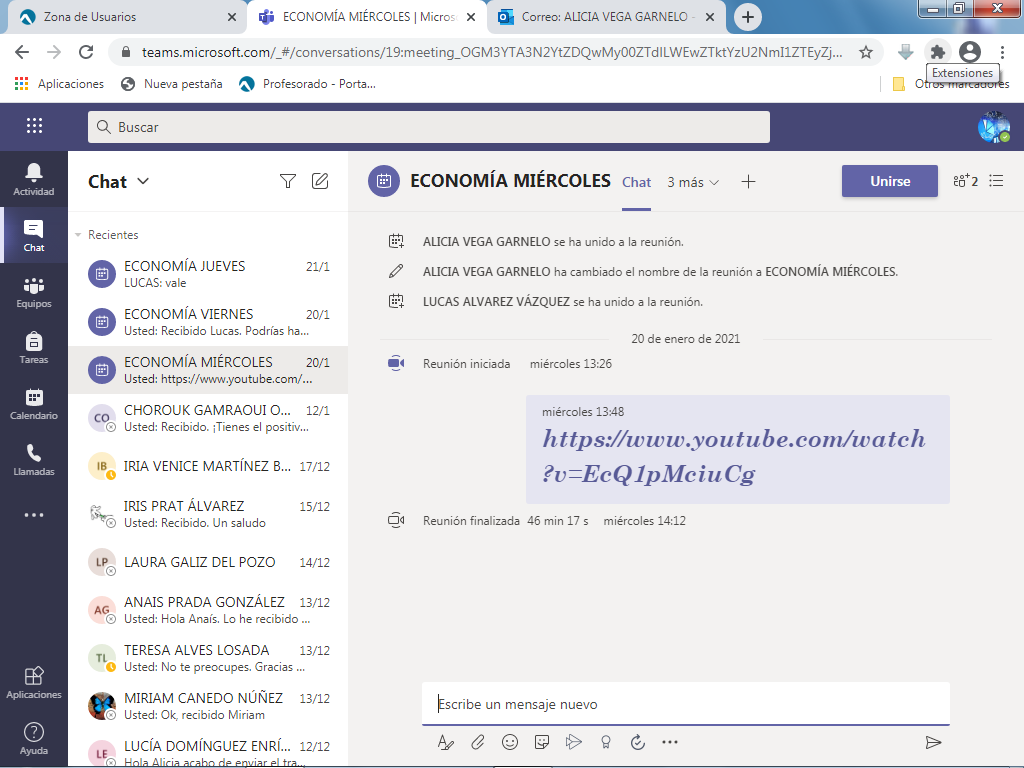 Zona de Usuarios
ECONOMÍA MIÉRCOLES | Micros
Correo: ALICIA VEGA GARNELO -
teams.microsoft.com/_#/conversations/19:meeting_OGM3YTA3N2YtZDQwMy00ZTdlLWEwZTktYzU2NmI1ZTEyZj...
Extensiones
Aplicaciones
Nueva pestaña
Profesorado - Porta...
Otros marcadores
Buscar
Actividad
Chat
Equipos
Tareas
Calendario
Llamadas
Aplicaciones
Ayuda
Chat
Recientes
ECONOMÍA JUEVES 21/1
LUCAS: vale
ECONOMÍA VIERNES 20/1
Usted: Recibido Lucas. Podrías ha...
ECONOMÍA MIÉRCOLES 20/1
Usted: https://www.youtube.com/...
CO
CHOROUK GAMRAOUI O... 12/1
Usted: Recibido. ¡Tienes el positiv...
IB
IRIA VENICE MARTÍNEZ B... 17/12
IRIS PRAT ÁLVAREZ 15/12
Usted: Recibido. Un saludo
LP
LAURA GALIZ DEL POZO 14/12
AG
ANAIS PRADA GONZÁLEZ 13/12
Usted: Hola Anaís. Lo he recibido ...
TL
TERESA ALVES LOSADA 13/12
Usted: No te preocupes. Gracias ...
MIRIAM CANEDO NÚÑEZ 13/12
Usted: Ok, recibido Miriam
LE
LUCÍA DOMÍNGUEZ ENRÍ... 12/12
Hola Alicia acabo de enviar el tra...
ECONOMÍA MIÉRCOLES
Chat
3 más
Unirse
2
ALICIA VEGA GARNELO se ha unido a la reunión.
ALICIA VEGA GARNELO ha cambiado el nombre de la reunión a ECONOMÍA MIÉRCOLES.
LUCAS ALVAREZ VÁZQUEZ se ha unido a la reunión.
20 de enero de 2021
Reunión iniciada miércoles 13:26
miércoles 13:48
https://www.youtube.com/watch
?v=EcQ1pMciuCg
Reunión finalizada 46 min 17 s miércoles 14:12
Escribe un mensaje nuevo